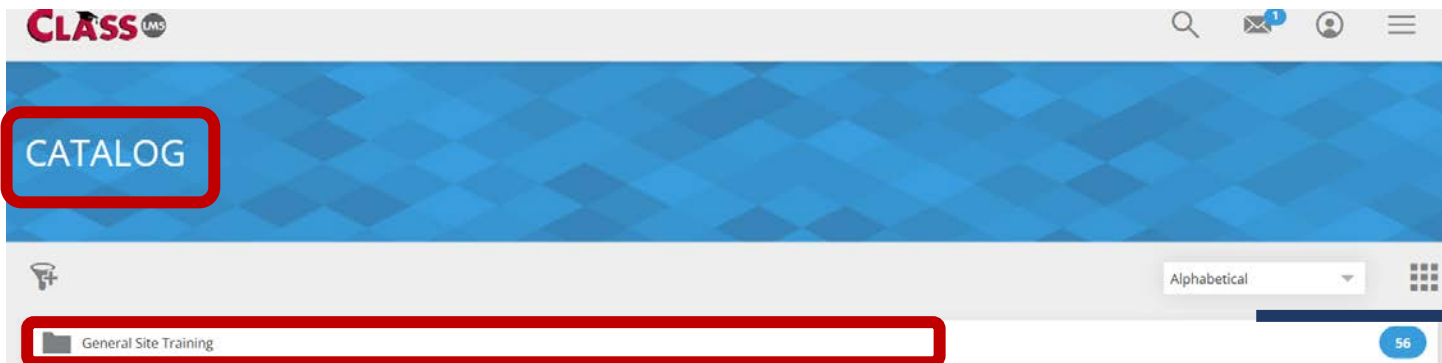 CLASS LMS
1
CATALOG
Alphabetical
General Site Training
56